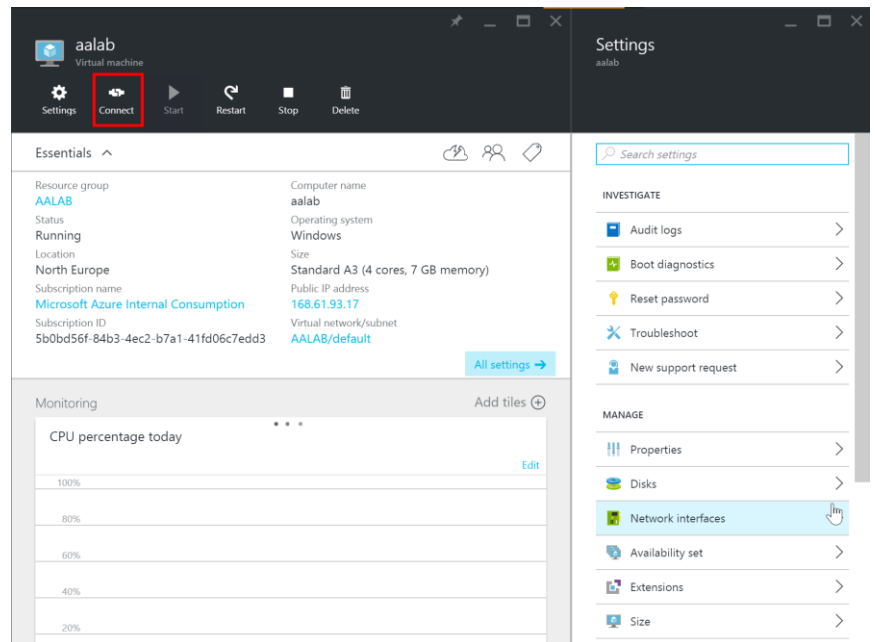 aalab
Virtual machine
Settings
Connect
Start
Restart
Stop
Delete
Essentials
Resource group
AALAB
Status
Running
Location
North Europe
Subscription name
Microsoft Azure Internal Consumption
Subscription ID
5b0bd56f-84b3-4ec2-b7a1-41fd06c7edd3
Computer name
aalab
Operating system
Windows
Size
Standard A3 (4 cores, 7 GB memory)
Public IP address
168.61.93.17
Virtual network/subnet
AALAB/default
All settings
Monitoring
Add tiles
CPU percentage today
Edit
100%
80%
60%
40%
20%
Settings
aalab
Search settings
INVESTIGATE
Audit logs
Boot diagnostics
Reset password
Troubleshoot
New support request
MANAGE
Properties
Disks
Network interfaces
Availability set
Extensions
Size